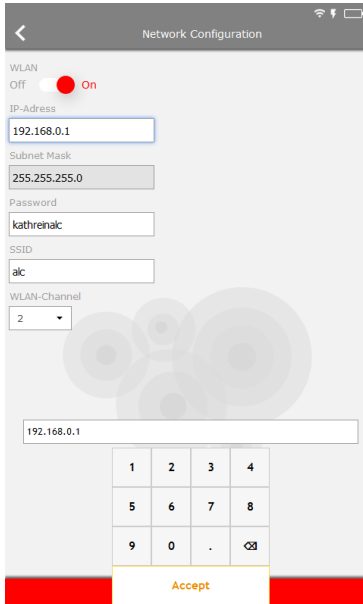 Network Configuration
WLAN
Off On
IP-Adress
192.168.0.1
Subnet Mask
255.255.255.0
Password
kathreinalc
SSID
alc
WLAN-Channel
2
192.168.0.1
1 2 3 4
5 6 7 8
9 0 .
Accept